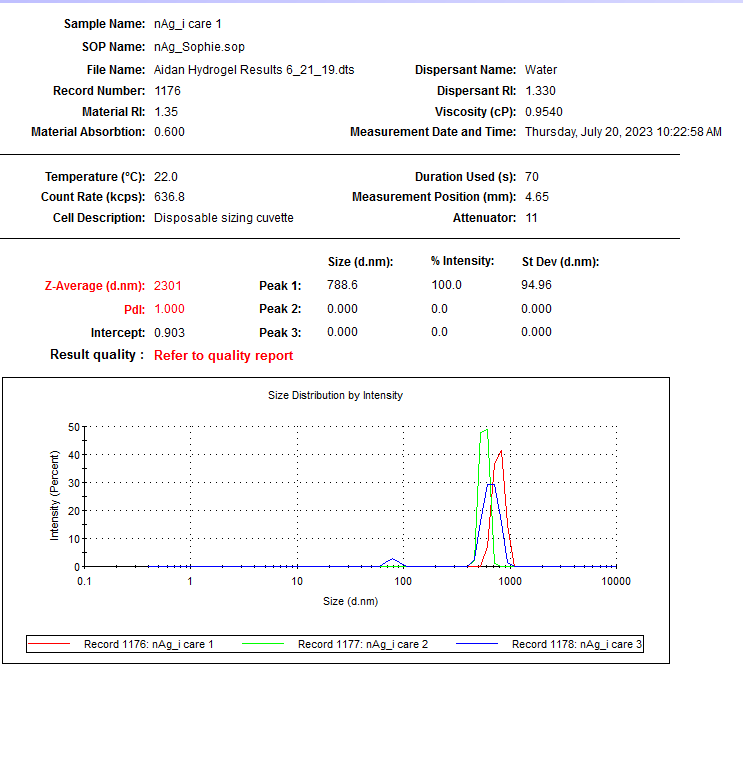 Sample Name: nAg_i care 1
SOP Name: nAg_Sophie.sop
File Name: Aidan Hydrogel Results 6_21_19.dts Dispersant Name: Water
Record Number: 1176 Dispersant RI: 1.330
Material RI: 1.35 Viscosity (cP): 0.9540
Material Absorbtion: 0.600 Measurement Date and Time: Thursday, July 20, 2023 10:22:58 AM
Temperature (°C): 22.0 Duration Used (s): 70
Count Rate (kcps): 636.8 Measurement Position (mm): 4.65
Cell Description: Disposable sizing cuvette Attenuator: 11
Size (d.nm): % Intensity: St Dev (d.nm):
Z-Average (d.nm): 2301 Peak 1: 788.6 100.0 94.96
PdI: 1.000 Peak 2: 0.000 0.0 0.000
Intercept: 0.903 Peak 3: 0.000 0.0 0.000
Result quality : Refer to quality report
Size Distribution by Intensity
Intensity (Percent)
50
40
30
20
10
0
0.1 1 10 100 1000 10000
Size (d.nm)
Record 1176: nAg_i care 1 Record 1177: nAg_i care 2 Record 1178: nAg_i care 3